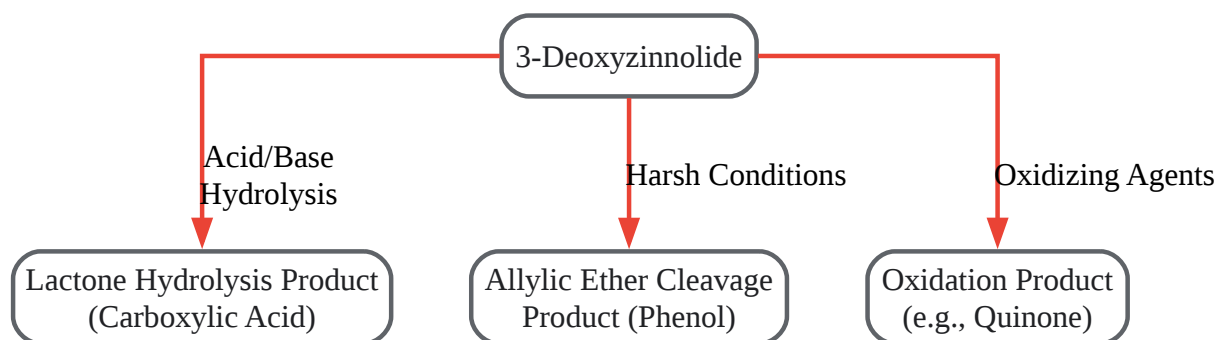 3-Deoxyzinnolide
Acid/Base
Hydrolysis
Harsh Conditions
Oxidizing Agents
Lactone Hydrolysis Product
(Carboxylic Acid)
Allylic Ether Cleavage
Product (Phenol)
Oxidation Product
(e.g., Quinone)